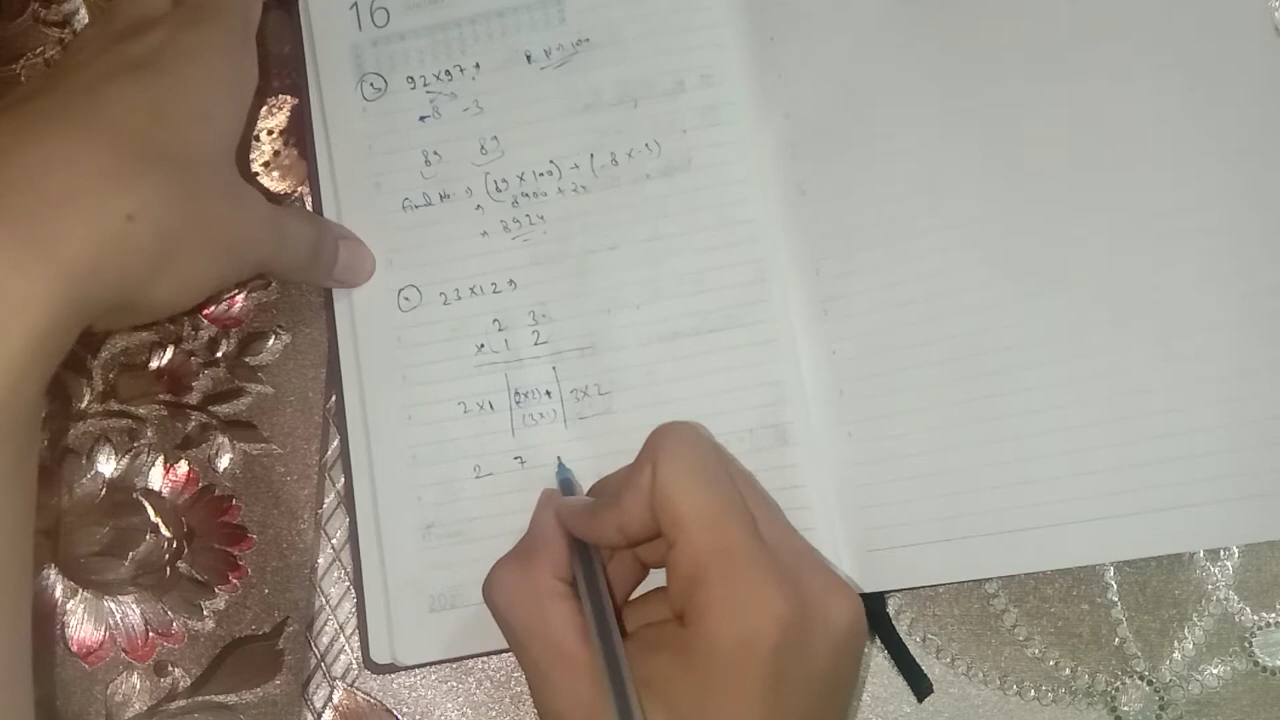 16
③ 92×97 →
-8 -3
89 89
Final No. → (89×100) + (-8×-3)
→ 8900 + 24
→ 8924
23×12 →
2 3
× 1 2
2×1 | (2×2)+ | 3×2
(3×1)
2 7